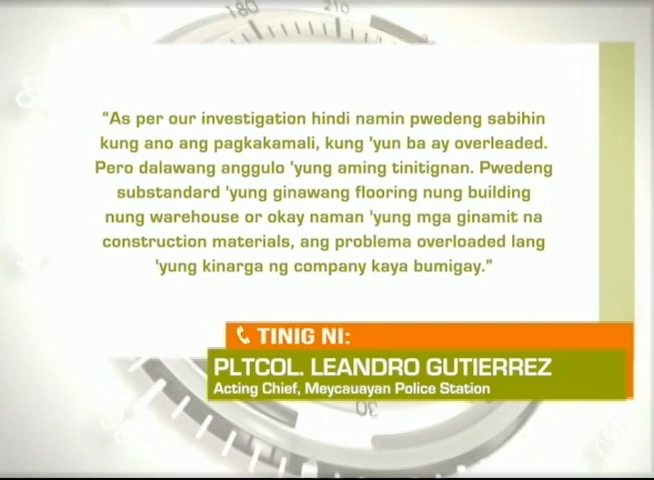 180
210
"As per our investigation hindi namin pwedeng sabihin
kung ano ang pagkakamali, kung 'yun ba ay overleaded.
Pero dalawang anggulo 'yung aming tinitignan. Pwedeng
substandard 'yung ginawang flooring nung building
nung warehouse or okay naman 'yung mga ginamit na
construction materials, ang problema overloaded lang
'yung kinarga ng company kaya bumigay."
TINIG NI:
PLTCOL. LEANDRO GUTIERREZ
Acting Chief, Meycauayan Police Station
30